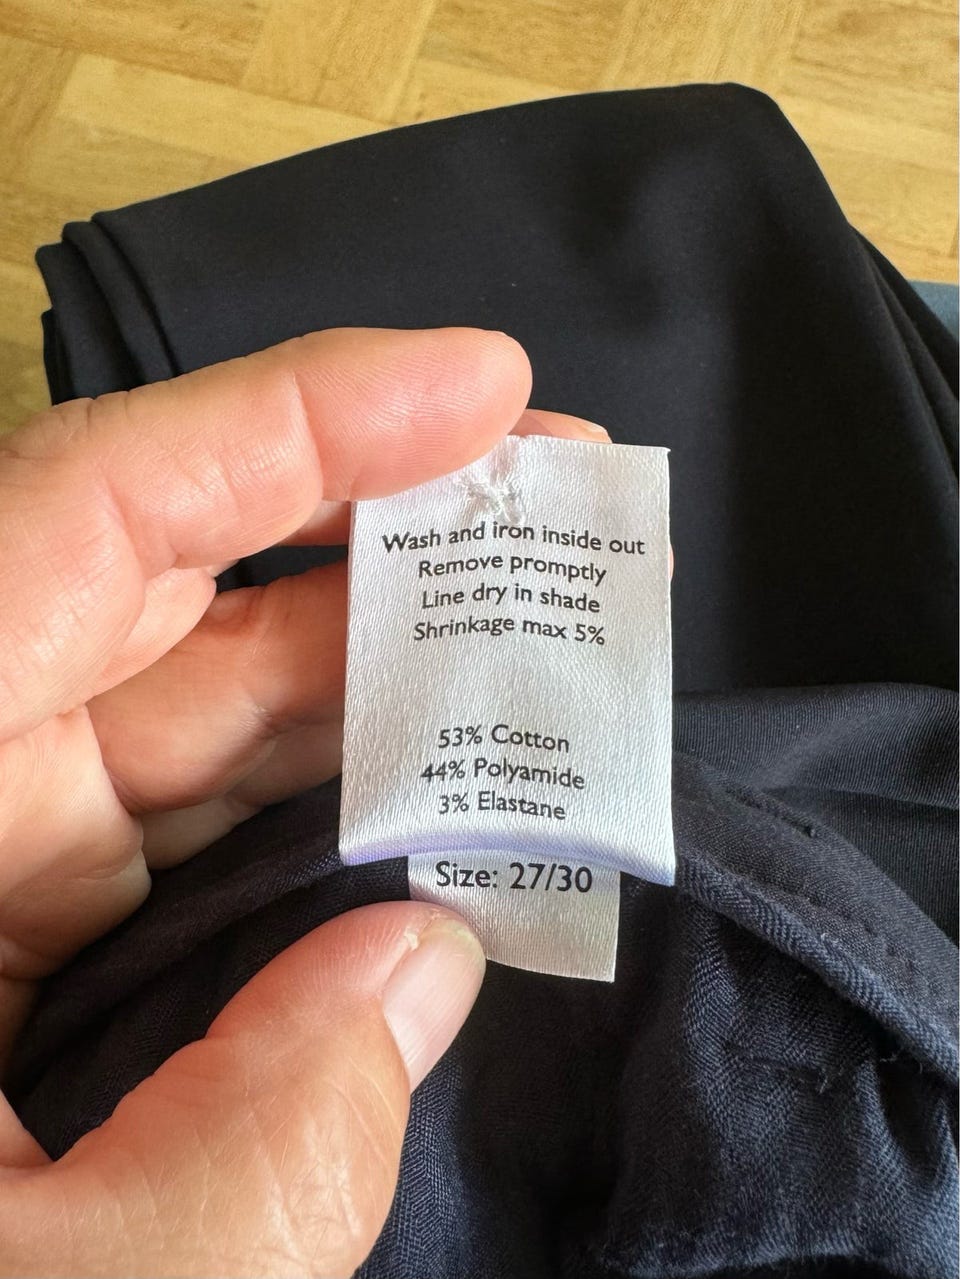 Wash and iron inside out
Remove promptly
Line dry in shade
Shrinkage max 5%
53% Cotton
44% Polyamide
3% Elastane
Size: 27/30